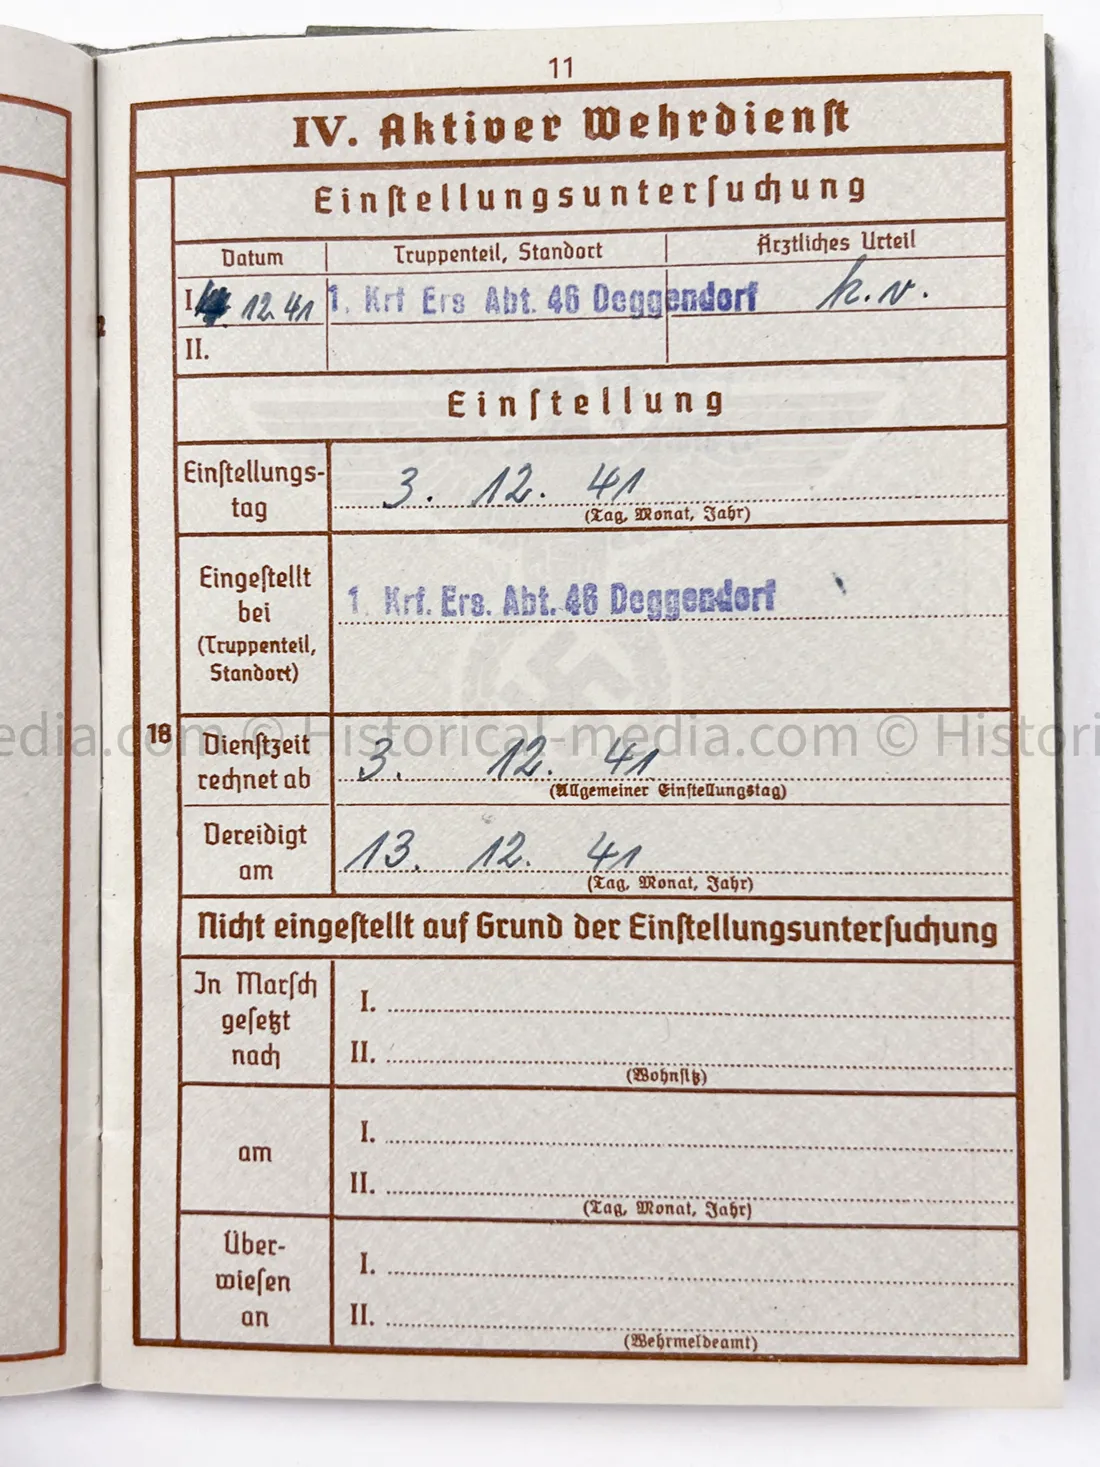 11
IV. Aktiver Wehrdienst
Einstellungsuntersuchung
Datum Truppenteil, Standort Ärztliches Urteil
I. 12. 41 1. Krf Ers Abt. 46 Deggendorf k.v.
II.
Einstellung
Einstellungs-
tag
3. 12. 41
(Tag, Monat, Jahr)
Eingestellt
bei
(Truppenteil,
Standort)
1. Krf. Ers. Abt. 46 Deggendorf
18
Dienstzeit
rechnet ab
3. 12. 41
(Allgemeiner Einstellungstag)
edia.com © Historical-media.com © Histori
Vereidigt
am
13. 12. 41
(Tag, Monat, Jahr)
Nicht eingestellt auf Grund der Einstellungsuntersuchung
In Marsch
gesetzt
nach
I.
II.
(Wohnsitz)
am
I.
II.
(Tag, Monat, Jahr)
Über-
wiesen
an
I.
II.
(Wehrmeldeamt)